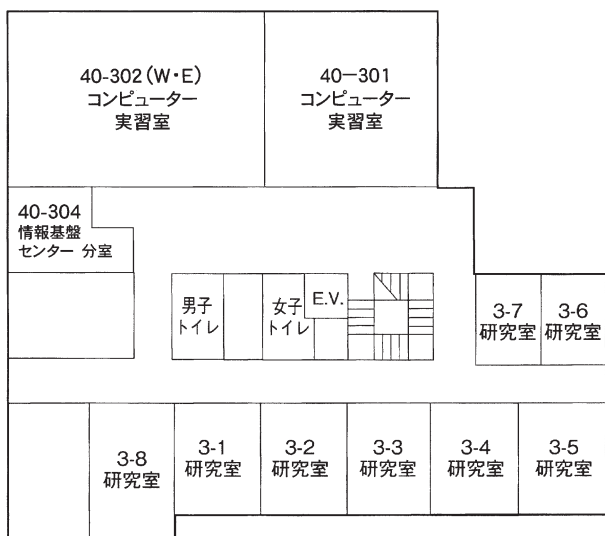 40-302(W・E)
コンピューター
実習室
40-301
コンピューター
実習室
40-304
情報基盤
センター 分室
男子
トイレ
女子
トイレ
E.V.
3-7
研究室
3-6
研究室
3-8
研究室
3-1
研究室
3-2
研究室
3-3
研究室
3-4
研究室
3-5
研究室